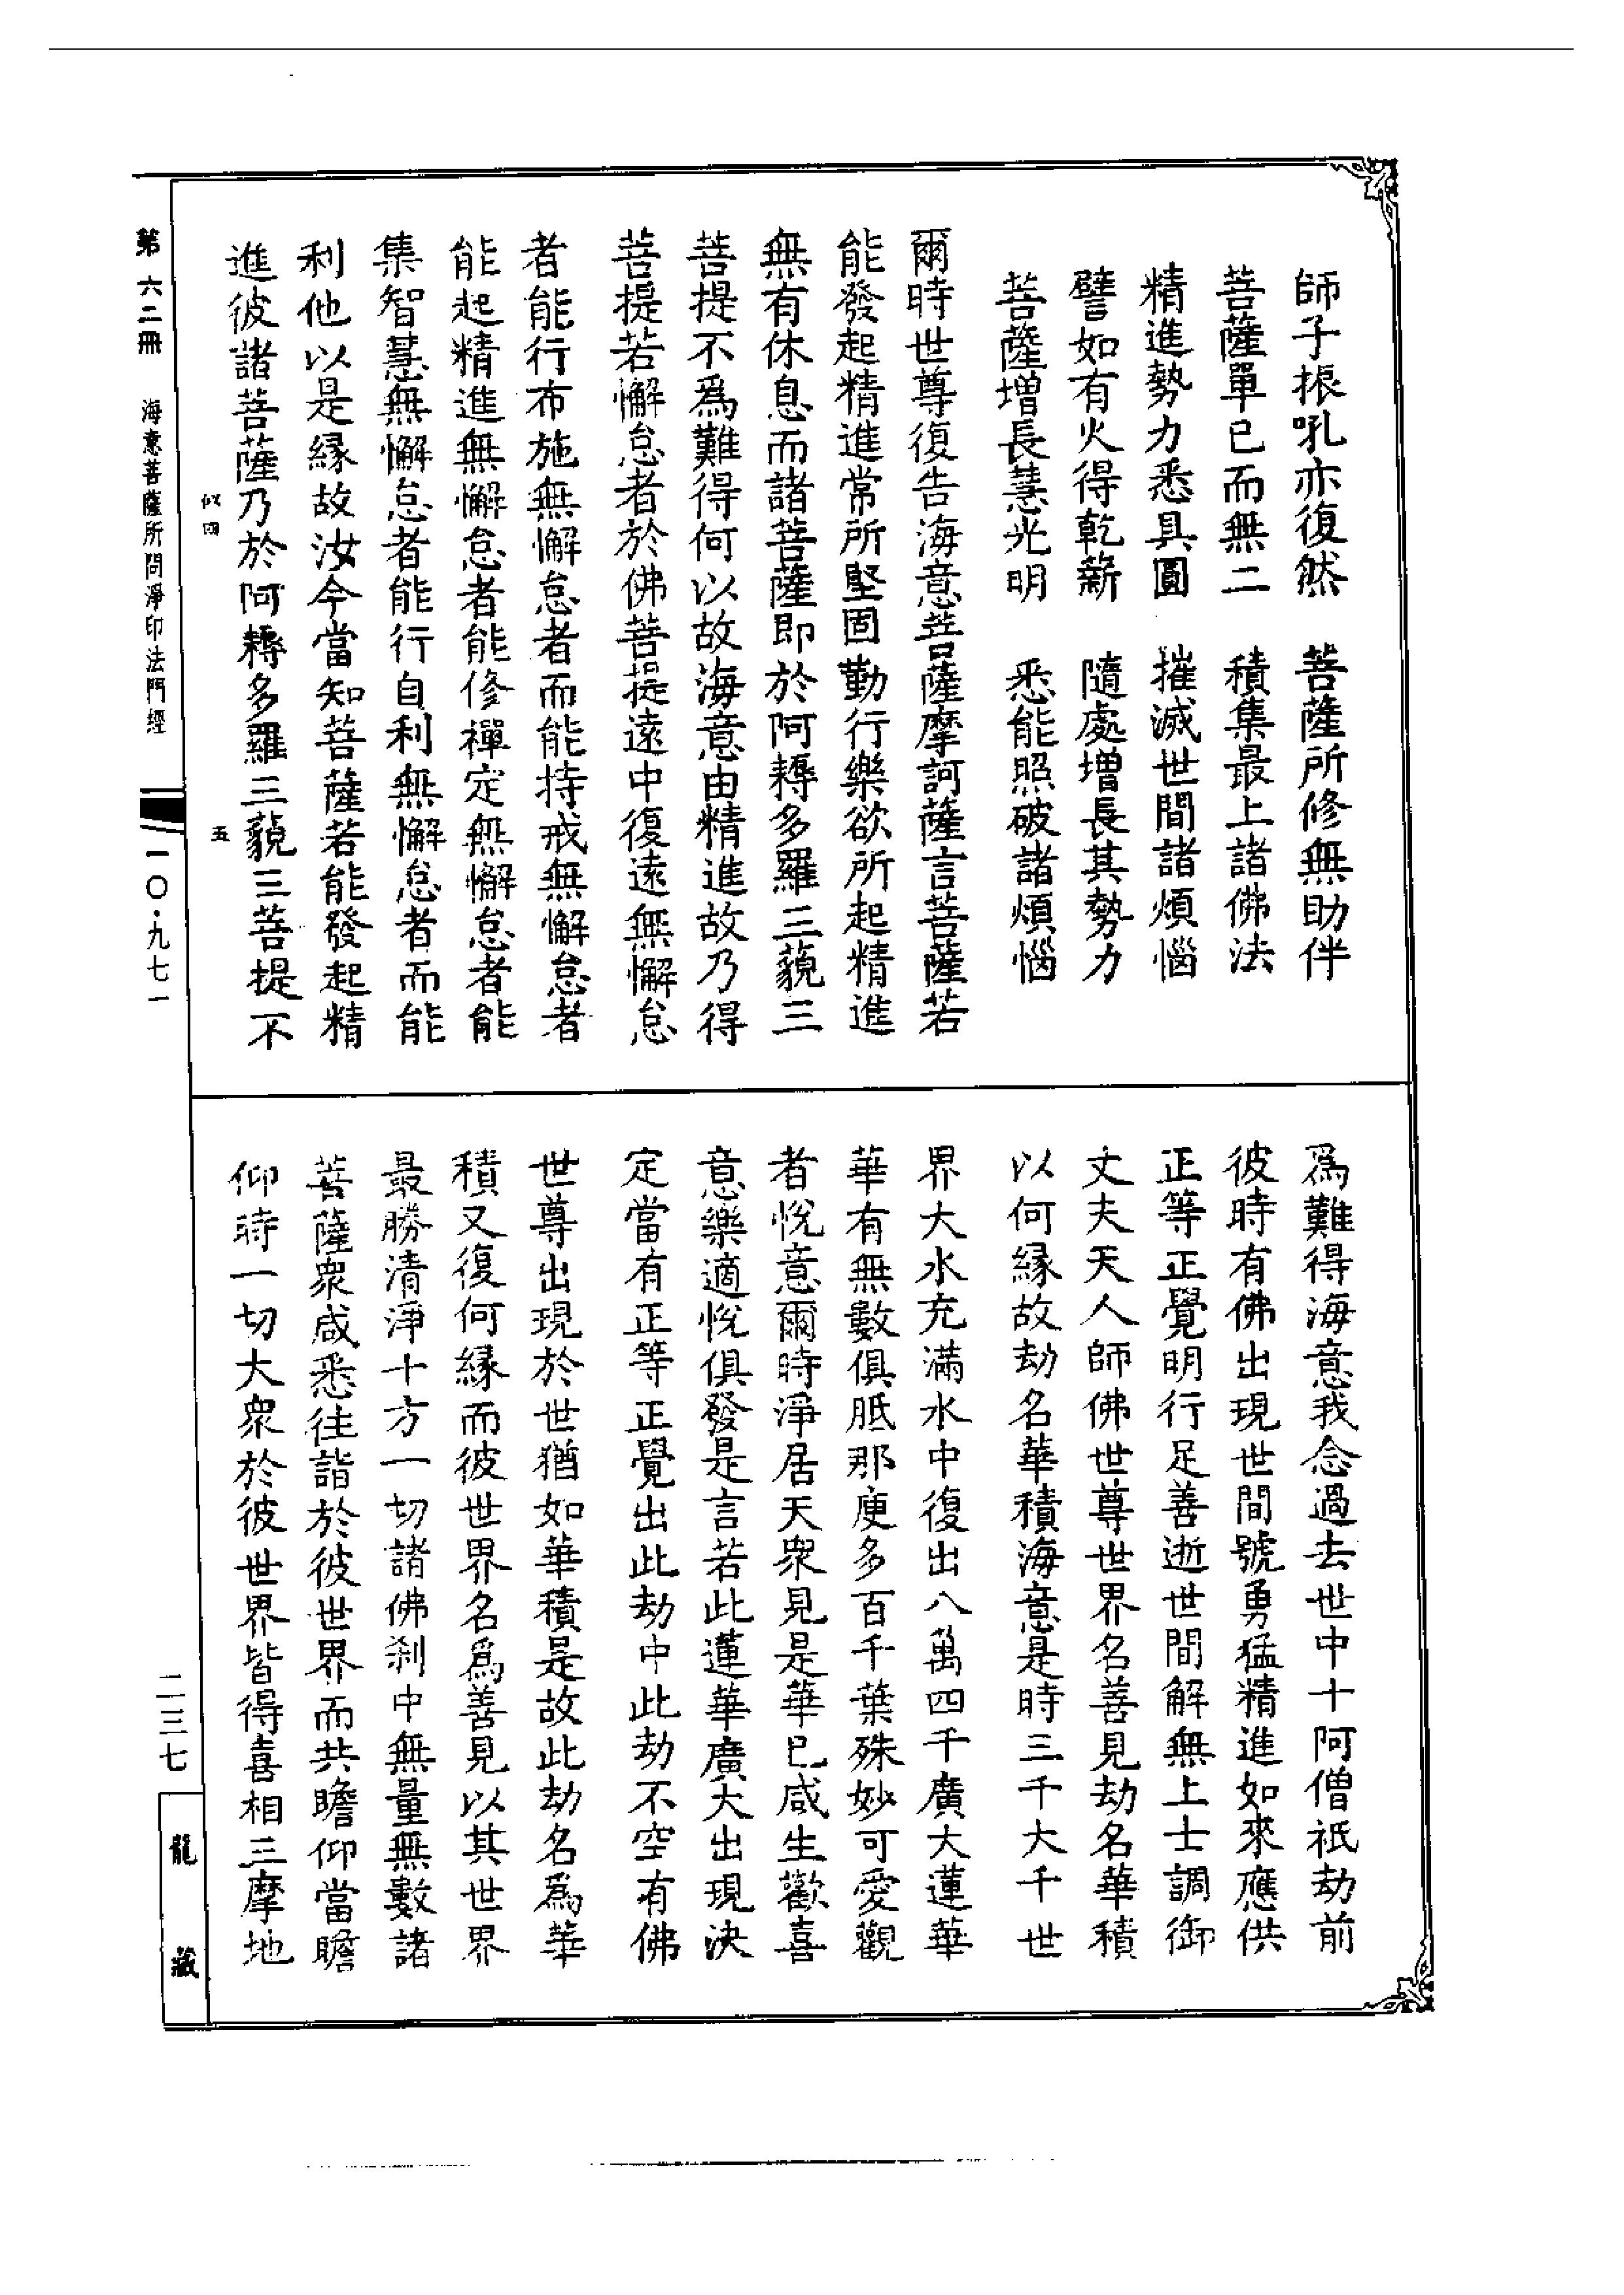 師子振吼亦復然　菩薩所修無助伴
菩薩單已而無二　積集最上諸佛法
精進勢力悉具圓　摧滅世間諸煩惱
譬如有火得乾薪　隨處增長其勢力
菩薩增長慧光明　悉能照破諸煩惱
爾時世尊復告海意菩薩摩訶薩言菩薩若
能發起精進常所堅固勤行樂欲所起精進
無有休息而諸菩薩即於阿耨多羅三藐三
菩提不爲難得何以故海意由精進故乃得
菩提若懈怠者於佛菩提遠中復遠無懈怠
者能行布施無懈怠者而能持戒無懈怠者
能起精進無懈怠者能修禪定無懈怠者能
集智慧無懈怠者能行自利無懈怠者而能
利他以是緣故汝今當知菩薩若能發起精
進彼諸菩薩乃於阿耨多羅三藐三菩提不
爲難得海意我念過去世中十阿僧祇劫前
彼時有佛出現世間號勇猛精進如來應供
正等正覺明行足善逝世間解無上士調御
丈夫天人師佛世尊世界名善見劫名華積
以何緣故劫名華積海意是時三千大千世
界大水充滿水中復出八萬四千廣大蓮華
華有無數俱胝那庾多百千葉殊妙可愛觀
者悅意爾時淨居天衆見是華已咸生歡喜
意樂適悅俱發是言若此蓮華廣大出現決
定當有正等正覺出此劫中此劫不空有佛
世尊出現於世猶如華積是故此劫名爲華
積又復何緣而彼世界名爲善見以其世界
最勝清淨十方一切諸佛剎中無量無數諸
菩薩衆咸悉往詣於彼世界而共瞻仰當瞻
仰時一切大衆於彼世界皆得喜相三摩地
似四
五
第六二冊　海意菩薩所問淨印法門經
一〇·九七一
二三七
龍藏